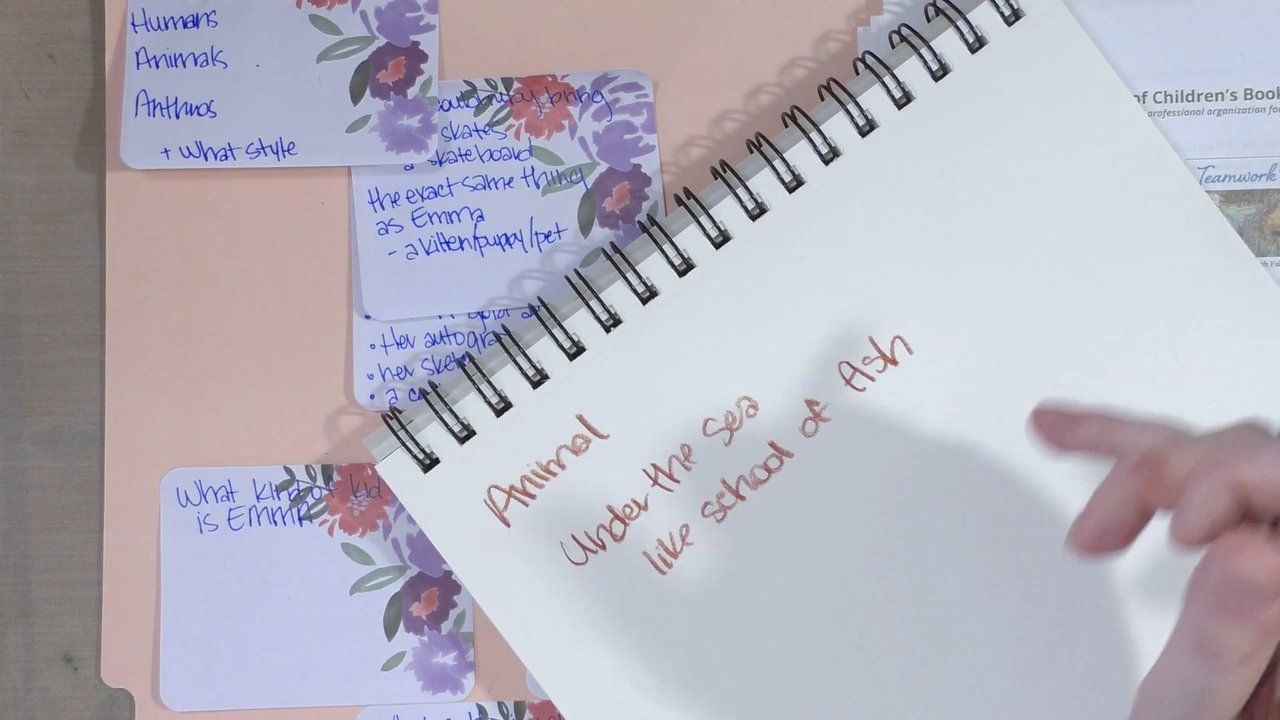 Humans
Animals
Anthros
+ What style
bring
skates
a skateboard
the exact same thing
as Emma
- a kitten/puppy/pet
• Her autogra
• her sket
• a c
What kind of kid
is Emma
Animal
Under the sea
like school of fish
of Children's Book
professional organization fo
Teamwork